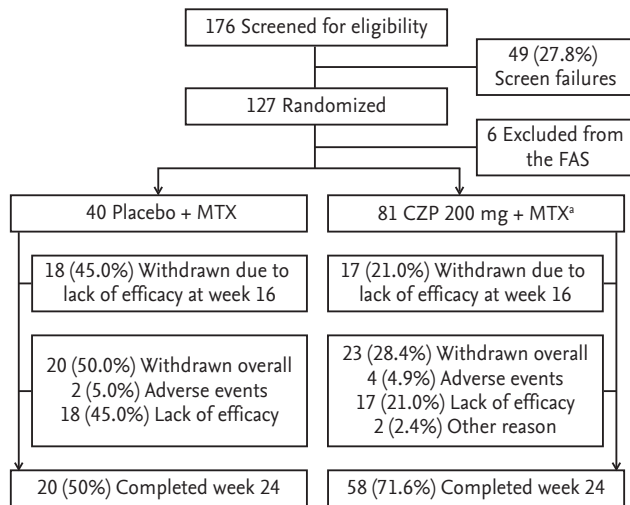 176 Screened for eligibility
49 (27.8%)
Screen failures
127 Randomized
6 Excluded from
the FAS
40 Placebo + MTX
81 CZP 200 mg + MTXᵃ
18 (45.0%) Withdrawn due to
lack of efficacy at week 16
17 (21.0%) Withdrawn due to
lack of efficacy at week 16
20 (50.0%) Withdrawn overall
2 (5.0%) Adverse events
18 (45.0%) Lack of efficacy
23 (28.4%) Withdrawn overall
4 (4.9%) Adverse events
17 (21.0%) Lack of efficacy
2 (2.4%) Other reason
20 (50%) Completed week 24
58 (71.6%) Completed week 24